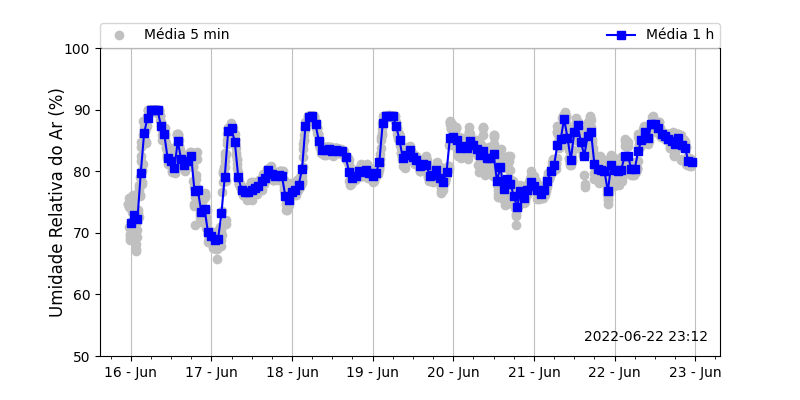 Média 5 min
Média 1 h
Umidade Relativa do Ar (%)
100
90
80
70
60
50
2022-06-22 23:12
16 - Jun
17 - Jun
18 - Jun
19 - Jun
20 - Jun
21 - Jun
22 - Jun
23 - Jun